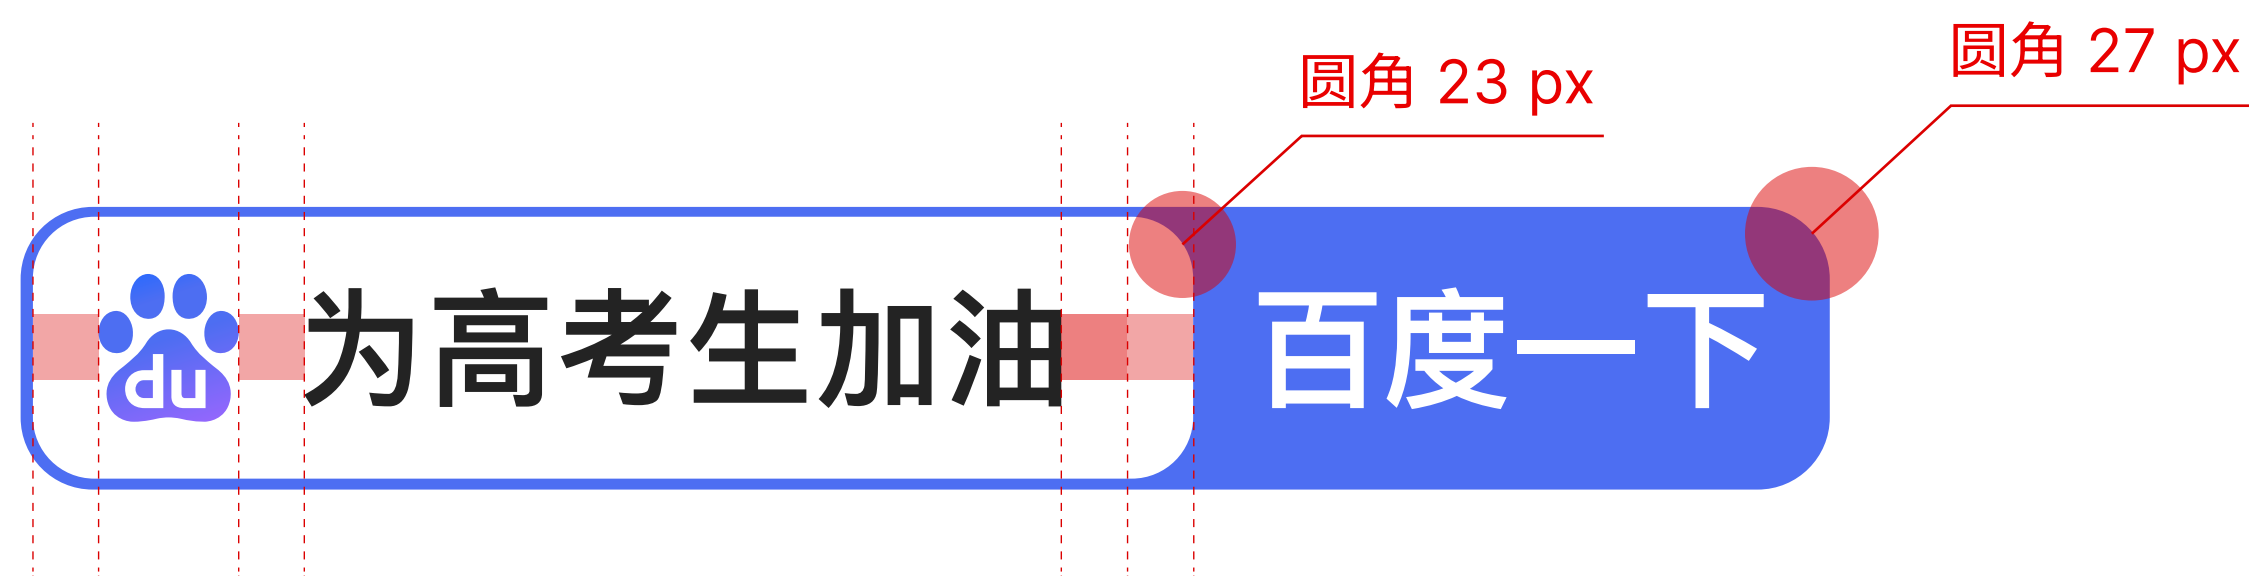 圆角 27 px
圆角 23 px
du 为高考生加油 百度一下